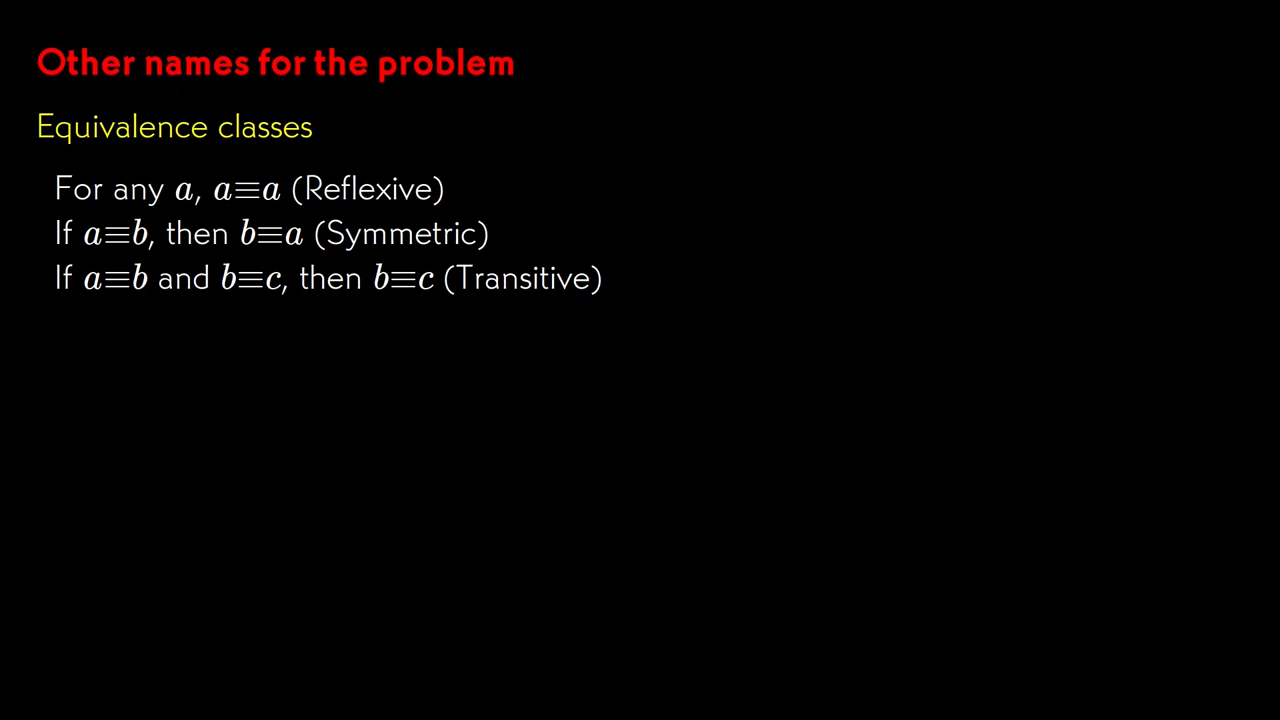 Other names for the problem
Equivalence classes
For any a, a≡a (Reflexive)
If a≡b, then b≡a (Symmetric)
If a≡b and b≡c, then b≡c (Transitive)